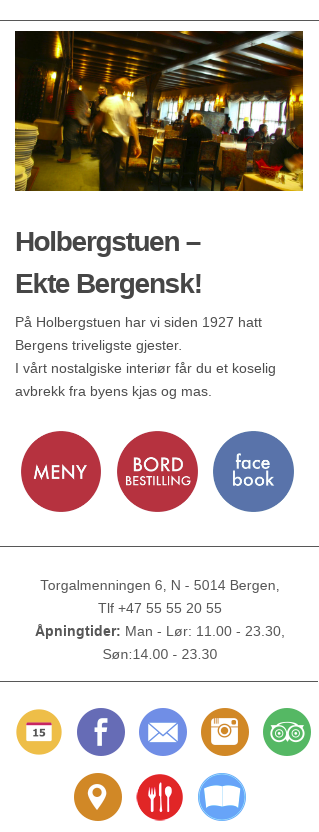 Holbergstuen –
Ekte Bergensk!
På Holbergstuen har vi siden 1927 hatt
Bergens triveligste gjester.
I vårt nostalgiske interiør får du et koselig
avbrekk fra byens kjas og mas.
MENY
BORD
BESTILLING
face
book
Torgalmenningen 6, N - 5014 Bergen,
Tlf +47 55 55 20 55
Åpningtider: Man - Lør: 11.00 - 23.30,
Søn:14.00 - 23.30
15
f